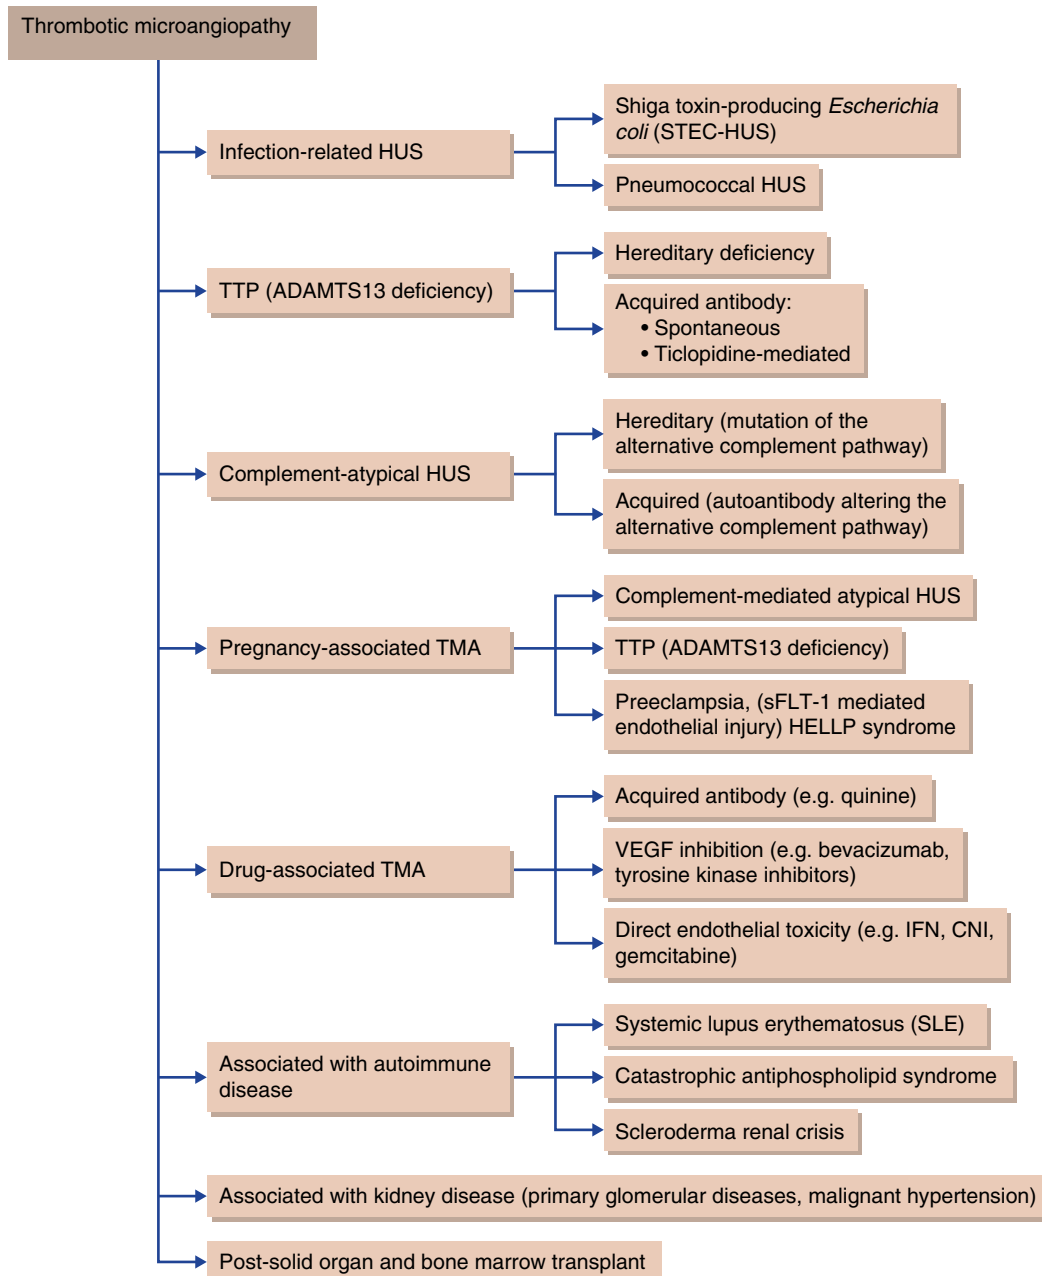 Thrombotic microangiopathy
Infection-related HUS
Shiga toxin-producing Escherichia
coli (STEC-HUS)
Pneumococcal HUS
TTP (ADAMTS13 deficiency)
Hereditary deficiency
Acquired antibody:
• Spontaneous
• Ticlopidine-mediated
Complement-atypical HUS
Hereditary (mutation of the
alternative complement pathway)
Acquired (autoantibody altering the
alternative complement pathway)
Pregnancy-associated TMA
Complement-mediated atypical HUS
TTP (ADAMTS13 deficiency)
Preeclampsia, (sFLT-1 mediated
endothelial injury) HELLP syndrome
Drug-associated TMA
Acquired antibody (e.g. quinine)
VEGF inhibition (e.g. bevacizumab,
tyrosine kinase inhibitors)
Direct endothelial toxicity (e.g. IFN, CNI,
gemcitabine)
Associated with autoimmune
disease
Systemic lupus erythematosus (SLE)
Catastrophic antiphospholipid syndrome
Scleroderma renal crisis
Associated with kidney disease (primary glomerular diseases, malignant hypertension)
Post-solid organ and bone marrow transplant